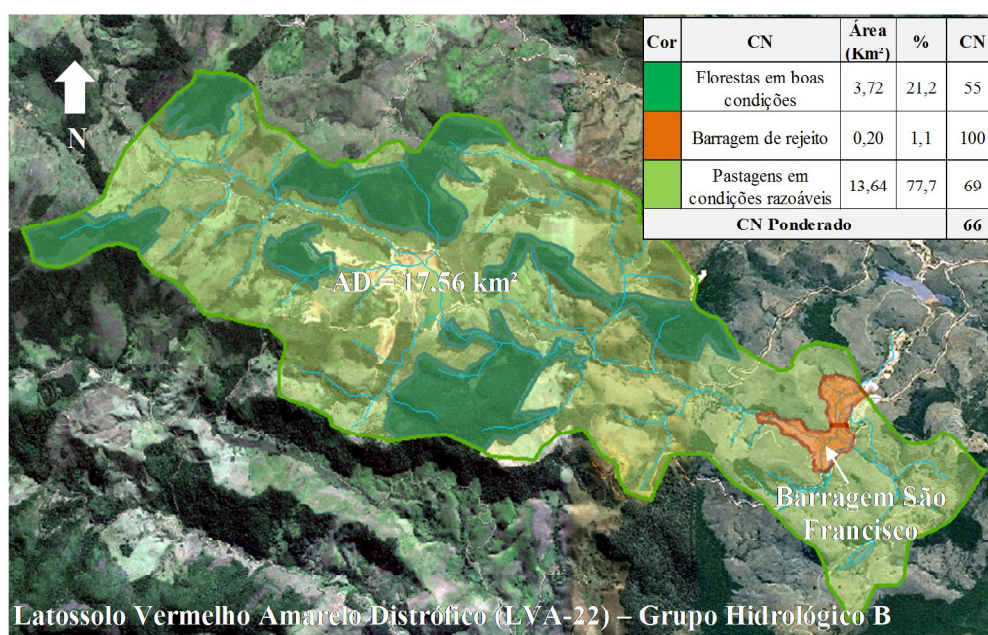 Cor CN Área (Km²) % CN
Florestas em boas condições 3,72 21,2 55
Barragem de rejeito 0,20 1,1 100
Pastagens em condições razoáveis 13,64 77,7 69
CN Ponderado 66
N
AD = 17,56 km²
Barragem São
Francisco
Latossolo Vermelho Amarelo Distrófico (LVA-22) – Grupo Hidrológico B